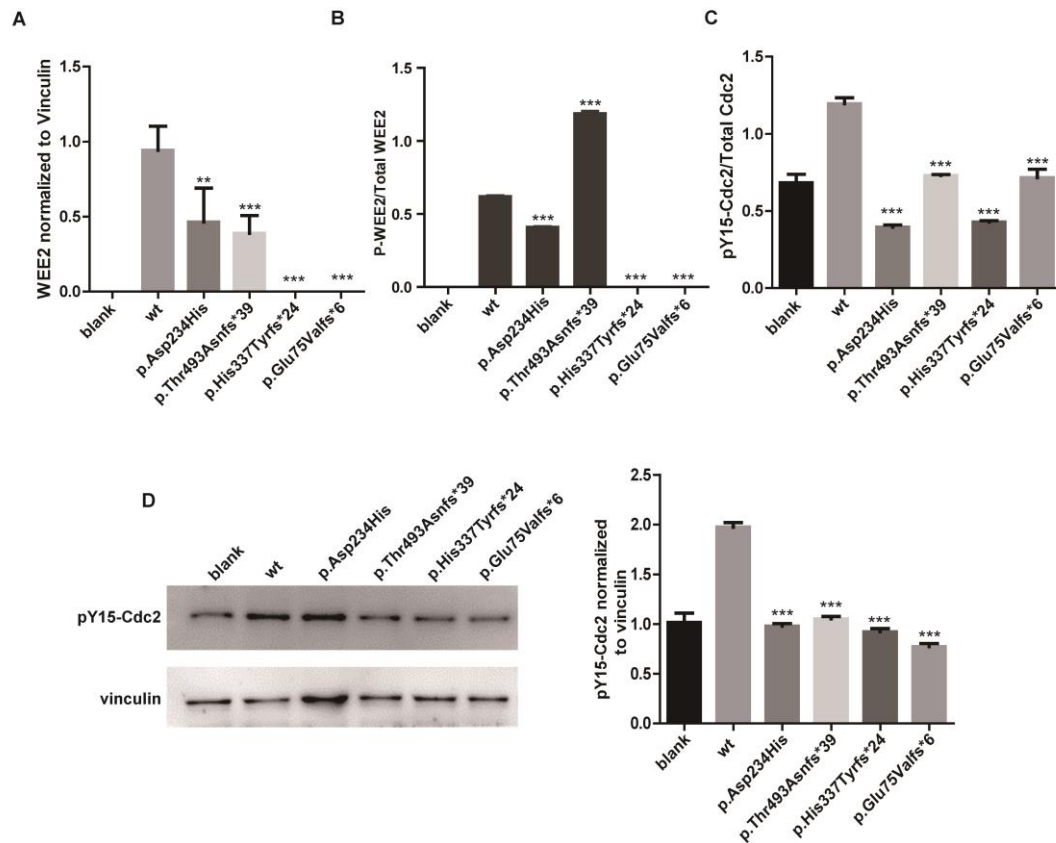 A
WEE2 normalized to Vinculin
1.5
1.0
0.5
0.0
**
***
***
***
blank
wt
p.Asp234His
p.Thr493Asnfs*39
p.His337Tyrfs*24
p.Glu75Valfs*6
B
P-WEE2/Total WEE2
1.5
1.0
0.5
0.0
***
***
***
***
blank
wt
p.Asp234His
p.Thr493Asnfs*39
p.His337Tyrfs*24
p.Glu75Valfs*6
C
pY15-Cdc2/Total Cdc2
1.5
1.0
0.5
0.0
***
***
***
***
blank
wt
p.Asp234His
p.Thr493Asnfs*39
p.His337Tyrfs*24
p.Glu75Valfs*6
D
blank
wt
p.Asp234His
p.Thr493Asnfs*39
p.His337Tyrfs*24
p.Glu75Valfs*6
pY15-Cdc2
vinculin
pY15-Cdc2 normalized
to vinculin
2.5
2.0
1.5
1.0
0.5
0.0
***
***
***
***
blank
wt
p.Asp234His
p.Thr493Asnfs*39
p.His337Tyrfs*24
p.Glu75Valfs*6